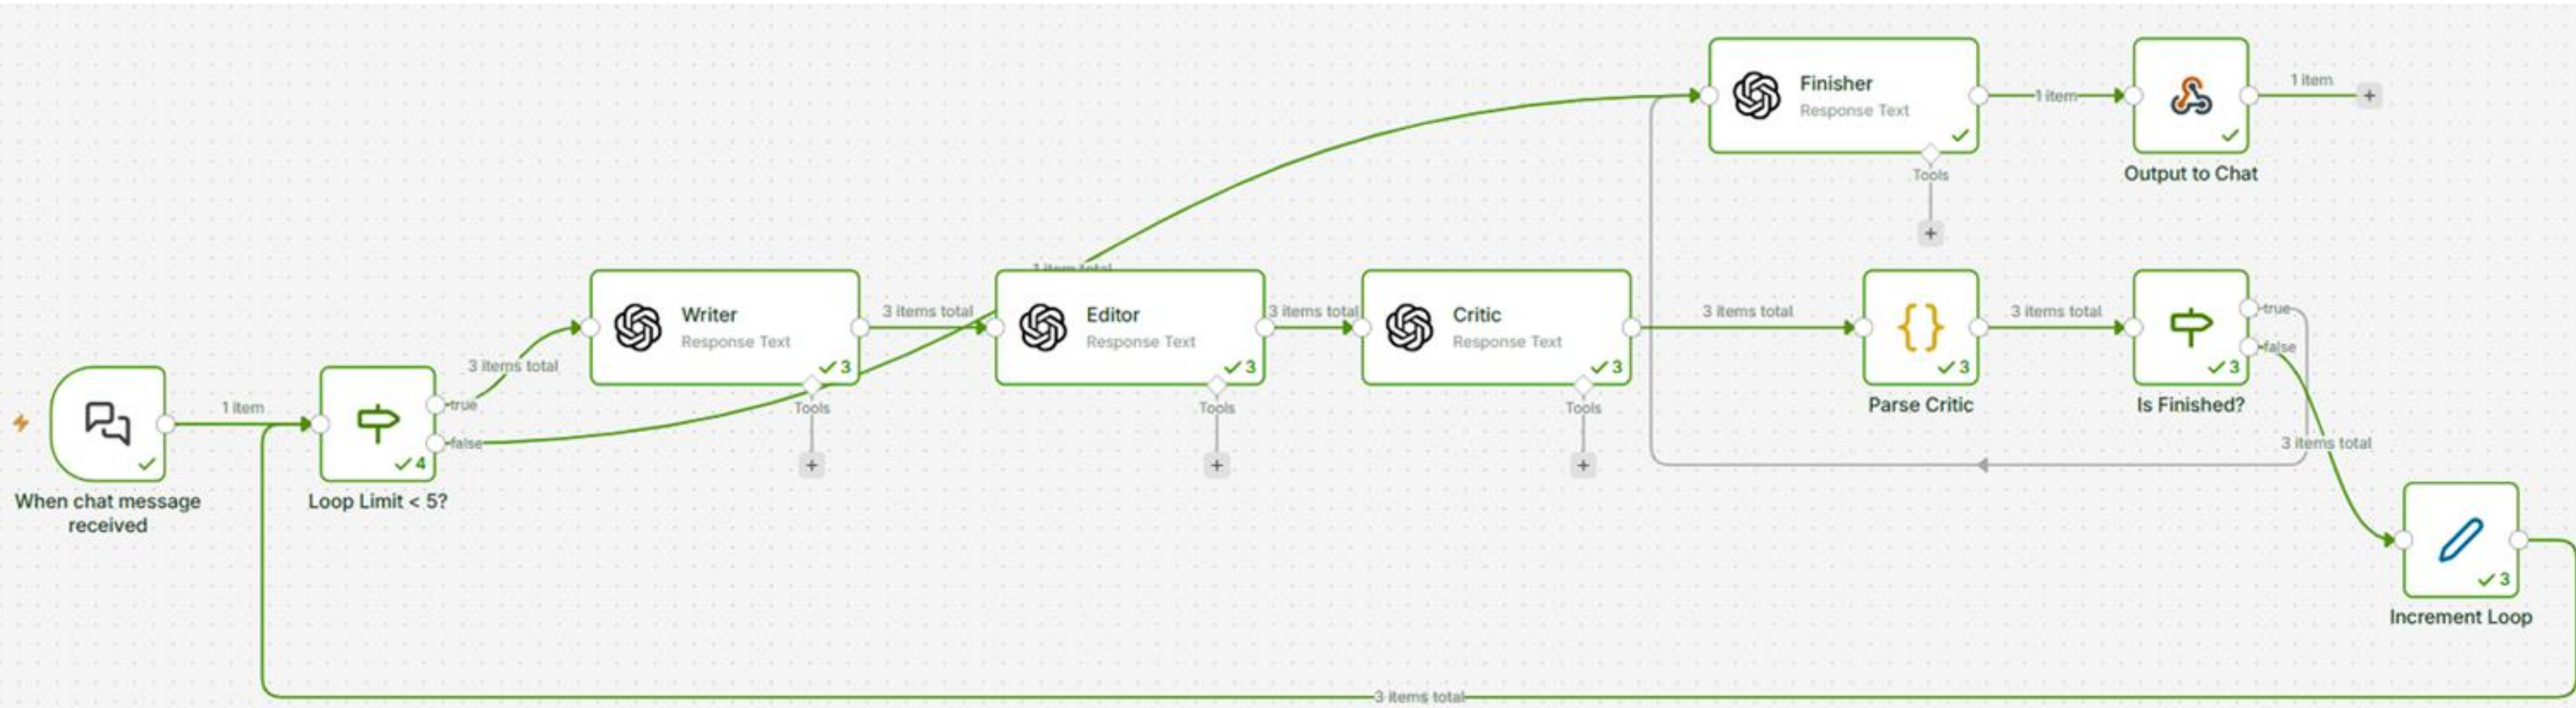 Finisher
Response Text
1 item
1 item
Output to Chat
Tools
1 item total
Writer
Response Text
3
3 items total
Editor
Response Text
3
3 items total
Critic
Response Text
3
3 items total
3
Parse Critic
3 items total
true
false
3
Is Finished?
3 items total
Tools
Tools
Tools
1 item
3 items total
true
false
4
When chat message
received
Loop Limit < 5?
3
Increment Loop
3 items total